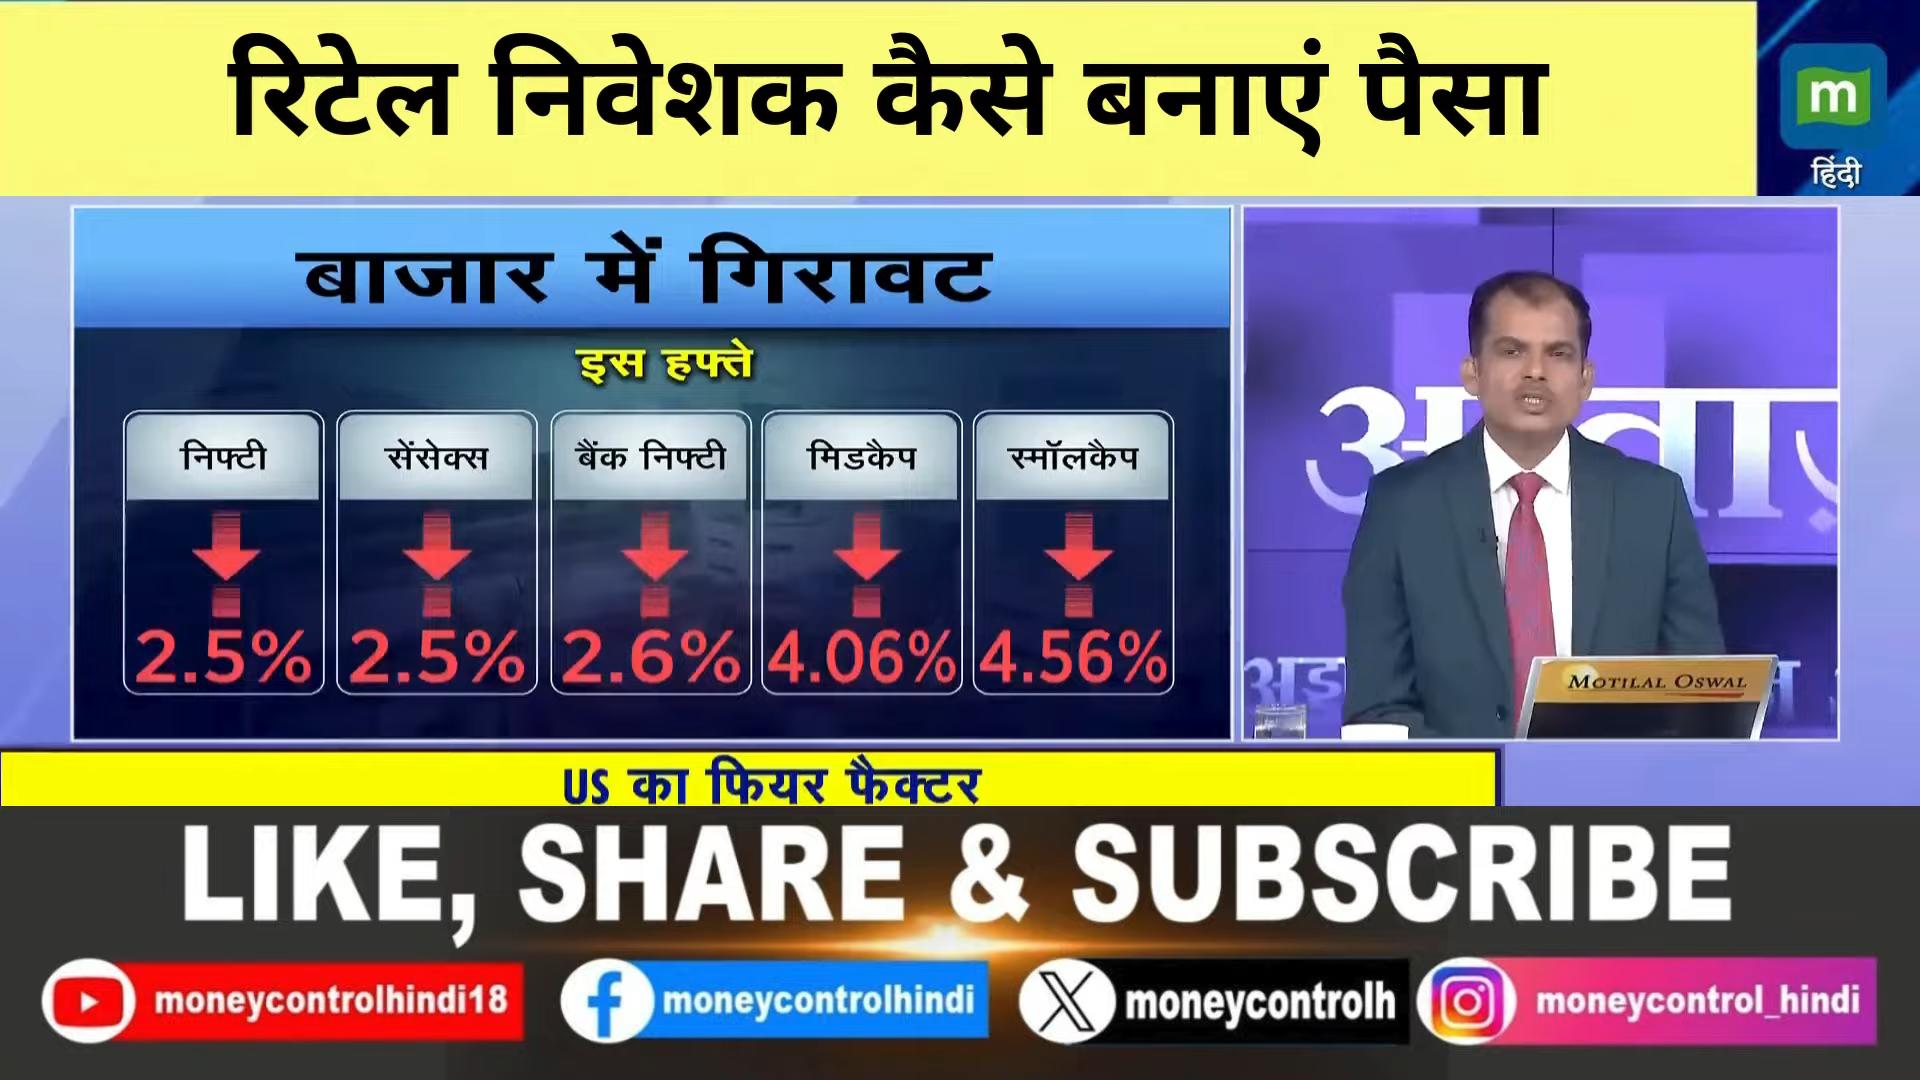 रिटेल निवेशक कैसे बनाएं पैसा
m
हिंदी
बाजार में गिरावट
इस हफ्ते
निफ्टी
सेंसेक्स
बैंक निफ्टी
मिडकैप
स्मॉलकैप
2.5%
2.5%
2.6%
4.06%
4.56%
MOTILAL OSWAL
US का फियर फैक्टर
LIKE, SHARE & SUBSCRIBE
moneycontrolhindi18
moneycontrolhindi
moneycontrolh
moneycontrol_hindi